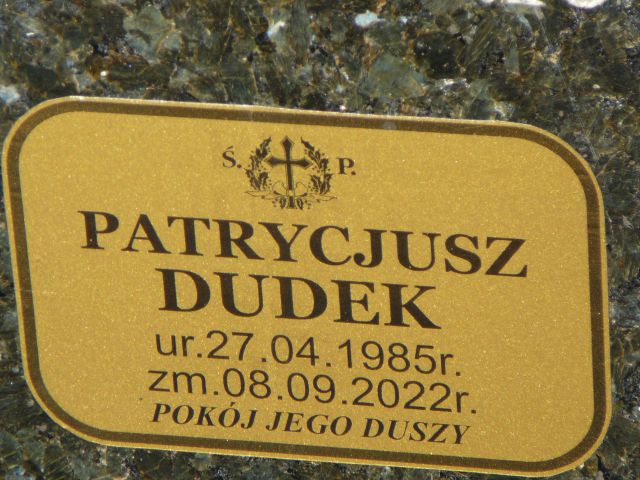 Ś. P.
PATRYCJUSZ
DUDEK
ur.27.04.1985r.
zm.08.09.2022r.
POKÓJ JEGO DUSZY